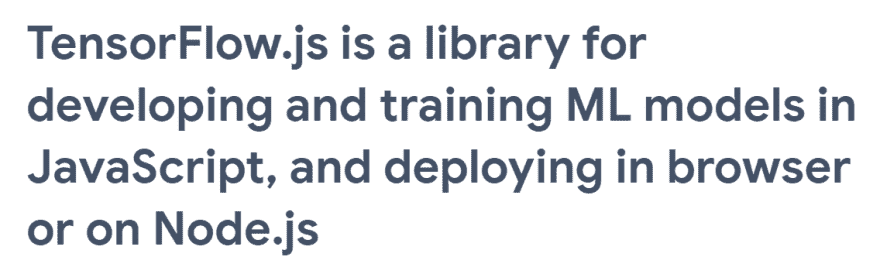 TensorFlow.js is a library for
developing and training ML models in
JavaScript, and deploying in browser
or on Node.js